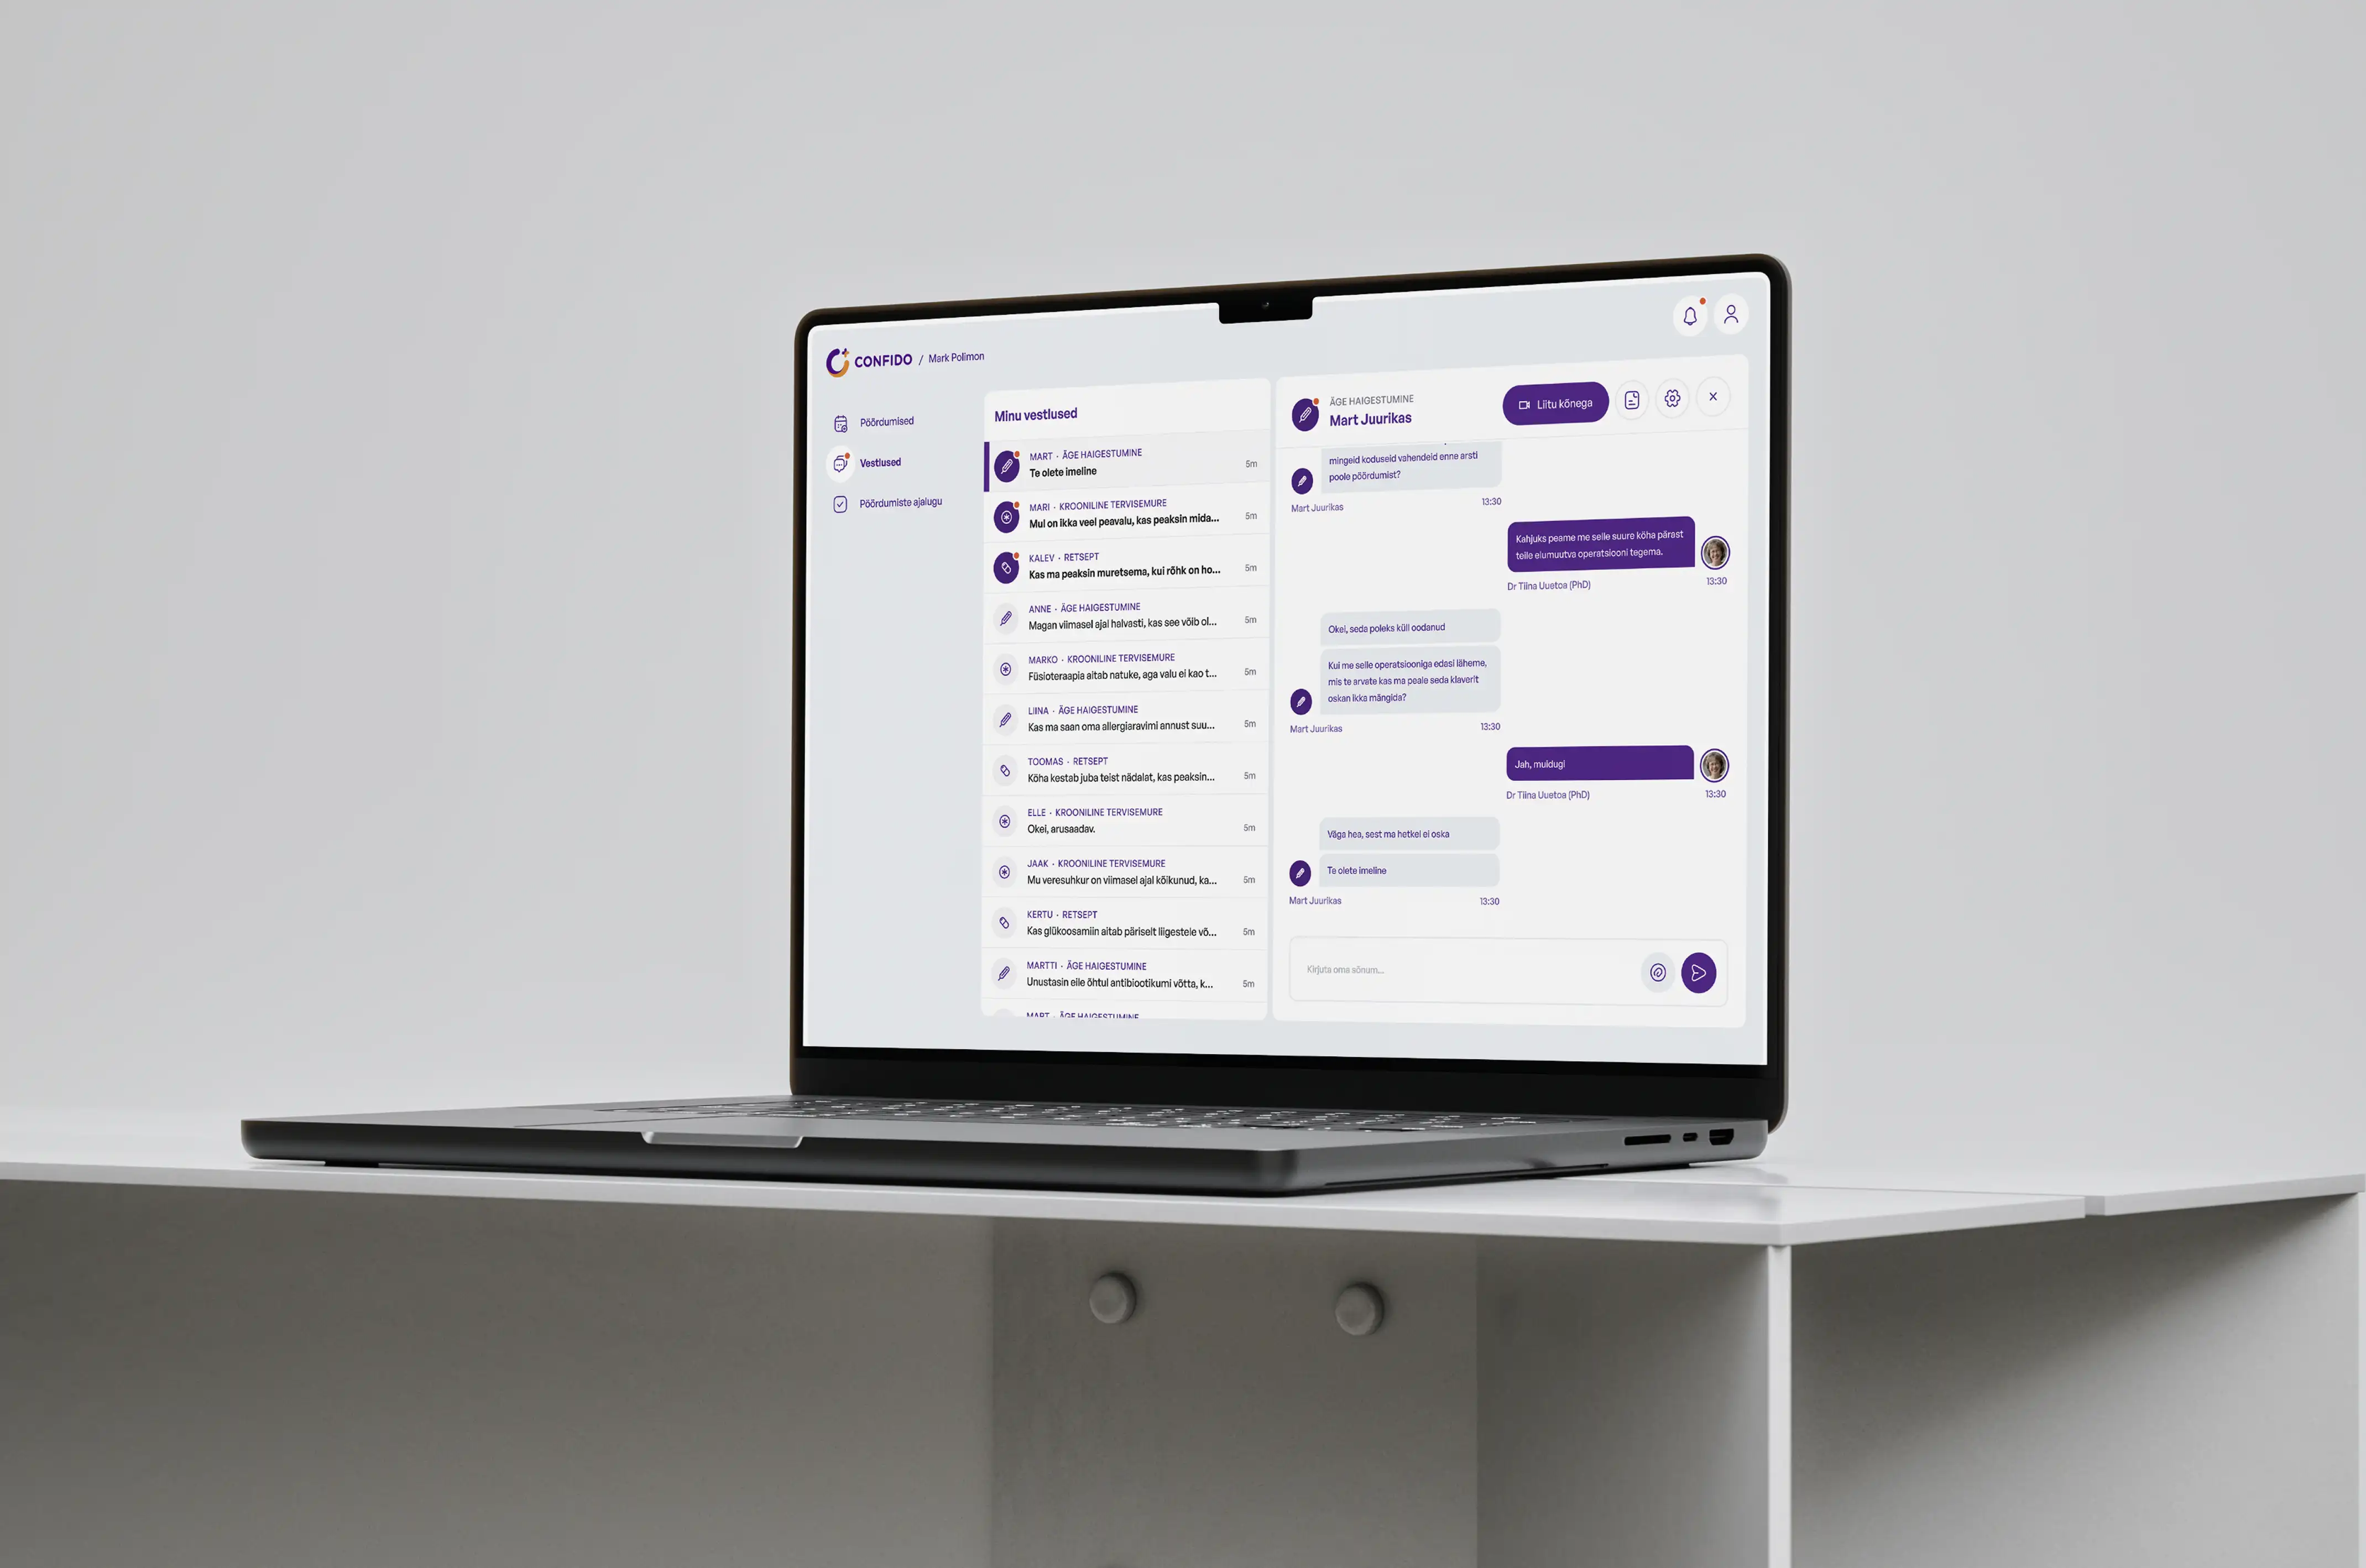 CONFIDO / Mark Polimon
Pöördumised
Vestlused
Pöördumiste ajalugu
Minu vestlused
MART · ÄGE HAIGESTUMINE
Te olete imeline
5m
MARI · KROONILINE TERVISEMURE
Mul on ikka veel peavalu, kas peaksin mida...
5m
KALEV · RETSEPT
Kas ma peaksin muretsema, kui rõhk on ho...
5m
ANNE · ÄGE HAIGESTUMINE
Magan viimasel ajal halvasti, kas see võib ol...
5m
MARKO · KROONILINE TERVISEMURE
Füsioteraapia aitab natuke, aga valu ei kao t...
5m
LIINA · ÄGE HAIGESTUMINE
Kas ma saan oma allergiaravimi annust suu...
5m
TOOMAS · RETSEPT
Köha kestab juba teist nädalat, kas peaksin...
5m
ELLE · KROONILINE TERVISEMURE
Okei, arusaadav.
5m
JAAK · KROONILINE TERVISEMURE
Mu veresuhkur on viimasel ajal kõikunud, ka...
5m
KERTU · RETSEPT
Kas glükoosamiin aitab päriselt liigestele võ...
5m
MARTTI · ÄGE HAIGESTUMINE
Unustasin eile õhtul antibiootikumi võtta, k...
5m
MART · ÄGE HAIGESTUMINE
ÄGE HAIGESTUMINE
Mart Juurikas
Liitu kõnega
mingeid koduseid vahendeid enne arsti
poole pöördumist?
Mart Juurikas 13:30
Kahjuks peame me selle suure köha pärast
teile elumuutva operatsiooni tegema.
Dr Tiina Uuetoa (PhD) 13:30
Okei, seda poleks küll oodanud
Kui me selle operatsiooniga edasi läheme,
mis te arvate kas ma peale seda klaverit
oskan ikka mängida?
Mart Juurikas 13:30
Jah, muidugi
Dr Tiina Uuetoa (PhD) 13:30
Väga hea, sest ma hetkel ei oska
Te olete imeline
Mart Juurikas 13:30
Kirjuta oma sõnum...